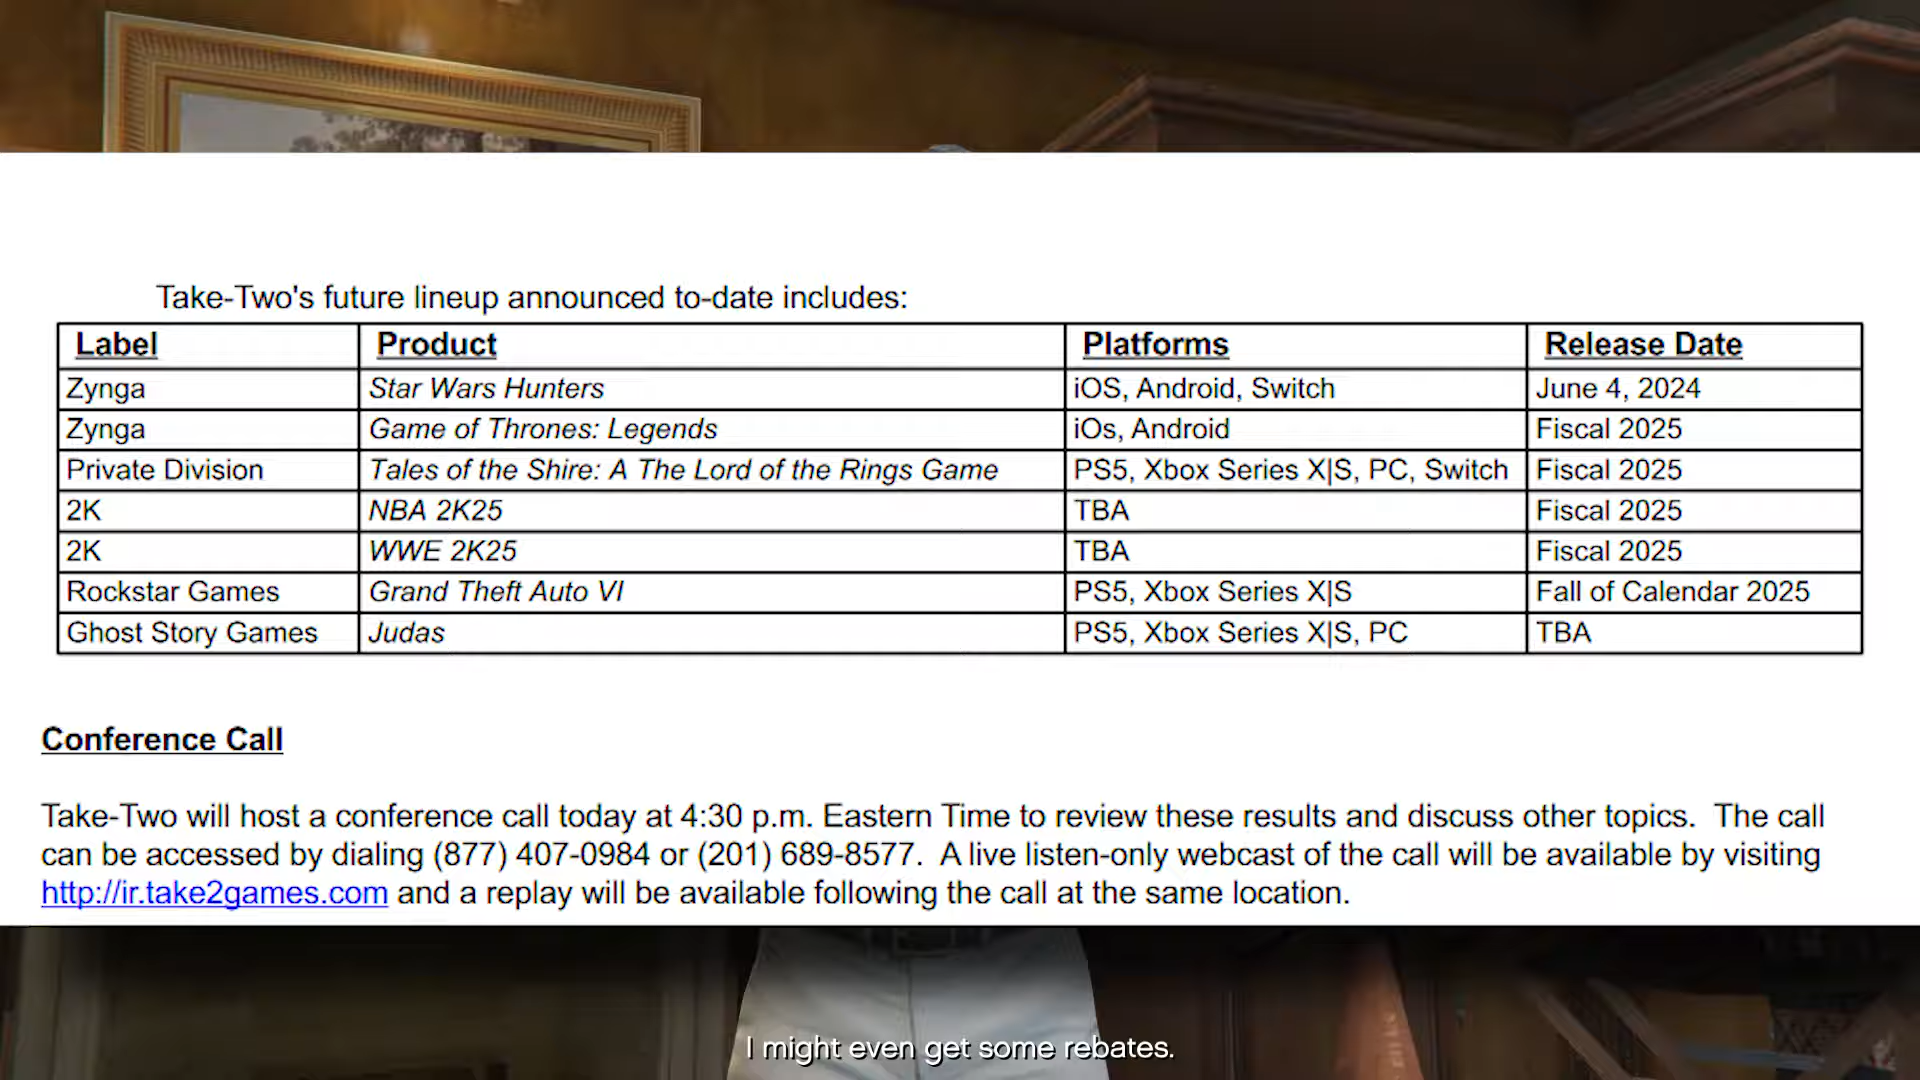 Take-Two's future lineup announced to-date includes:
Label Product Platforms Release Date
Zynga Star Wars Hunters iOS, Android, Switch June 4, 2024
Zynga Game of Thrones: Legends iOs, Android Fiscal 2025
Private Division Tales of the Shire: A The Lord of the Rings Game PS5, Xbox Series X|S, PC, Switch Fiscal 2025
2K NBA 2K25 TBA Fiscal 2025
2K WWE 2K25 TBA Fiscal 2025
Rockstar Games Grand Theft Auto VI PS5, Xbox Series X|S Fall of Calendar 2025
Ghost Story Games Judas PS5, Xbox Series X|S, PC TBA
Conference Call
Take-Two will host a conference call today at 4:30 p.m. Eastern Time to review these results and discuss other topics.  The call
can be accessed by dialing (877) 407-0984 or (201) 689-8577.  A live listen-only webcast of the call will be available by visiting
http://ir.take2games.com and a replay will be available following the call at the same location.
I might even get some rebates.